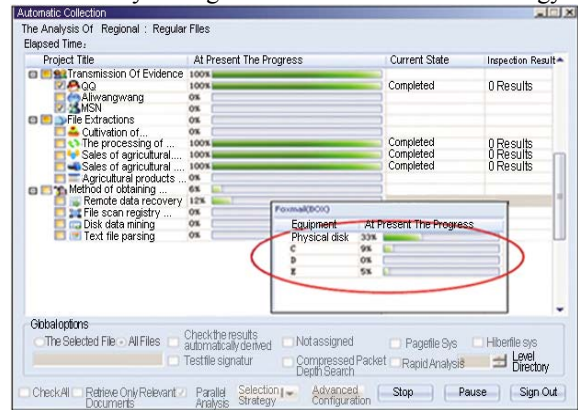 Automatic Collection
The Analysis Of Regional : Regular Files
Elapsed Time:
Project Title At Present The Progress Current State Inspection Result
Transmission Of Evidence 100%
QQ 100% Completed 0 Results
Aliwangwang 0%
MSN 0%
File Extractions
Cultivation of... 0%
The processing of ... 100% Completed 0 Results
Sales of agricultural.... 100% Completed 0 Results
Sales of agricultural.... 100% Completed 0 Results
Agricultural products ... 0%
Method of obtaining ... 6%
Remote data recovery 12%
File scan registry ... 0%
Disk data mining 0%
Text file parsing 0%
Foxmail(BOX)
Equipment At Present The Progress
Physical disk 33%
C 9%
D 0%
E 5%
Globaloptions
The Selected File All Files Checkthe results automatically derived Notassigned Pagefile Sys Hiberfile sys
Testfile signatur Compressed Packet Depth Search Rapid Analysis Level Directory
CheckAll Retrieve Only Relevant Documents Parallel Analysis Selection Strategy Advanced Configuration Stop Pause Sign Out